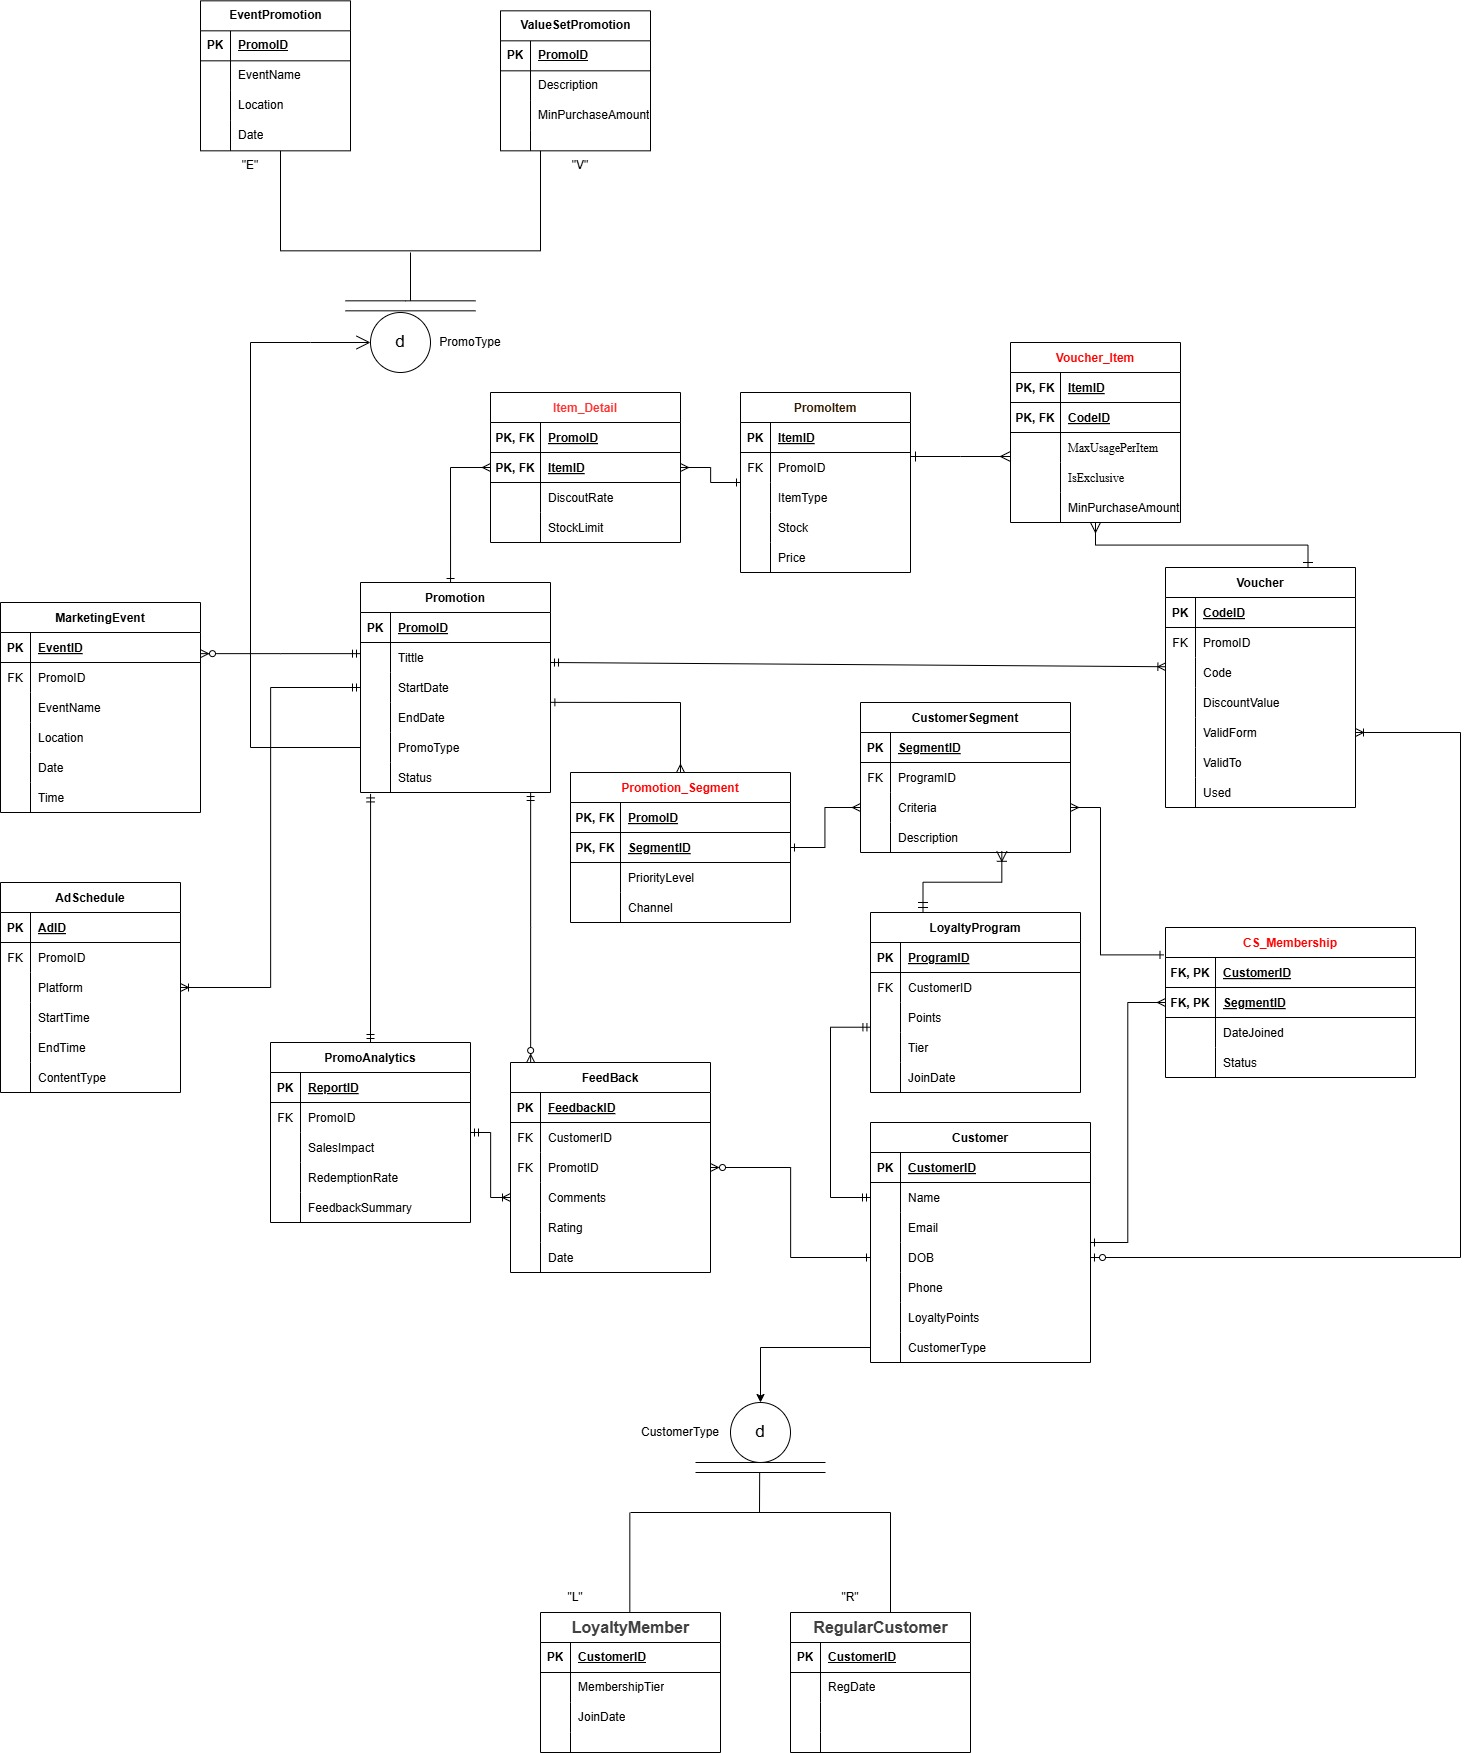 EventPromotion
PK PromoID
EventName
Location
Date
"E"
ValueSetPromotion
PK PromoID
Description
MinPurchaseAmount
"V"
d
PromoType
Item_Detail
PK, FK PromoID
PK, FK ItemID
DiscoutRate
StockLimit
PromoItem
PK ItemID
FK PromoID
ItemType
Stock
Price
Voucher_Item
PK, FK ItemID
PK, FK CodeID
MaxUsagePerItem
IsExclusive
MinPurchaseAmount
MarketingEvent
PK EventID
FK PromoID
EventName
Location
Date
Time
Promotion
PK PromoID
Tittle
StartDate
EndDate
PromoType
Status
Voucher
PK CodeID
FK PromoID
Code
DiscountValue
ValidForm
ValidTo
Used
Promotion_Segment
PK, FK PromoID
PK, FK SegmentID
PriorityLevel
Channel
CustomerSegment
PK SegmentID
FK ProgramID
Criteria
Description
AdSchedule
PK AdID
FK PromoID
Platform
StartTime
EndTime
ContentType
LoyaltyProgram
PK ProgramID
FK CustomerID
Points
Tier
JoinDate
CS_Membership
FK, PK CustomerID
FK, PK SegmentID
DateJoined
Status
PromoAnalytics
PK ReportID
FK PromoID
SalesImpact
RedemptionRate
FeedbackSummary
FeedBack
PK FeedbackID
FK CustomerID
FK PromotID
Comments
Rating
Date
Customer
PK CustomerID
Name
Email
DOB
Phone
LoyaltyPoints
CustomerType
CustomerType
d
"L"
"R"
LoyaltyMember
PK CustomerID
MembershipTier
JoinDate
RegularCustomer
PK CustomerID
RegDate